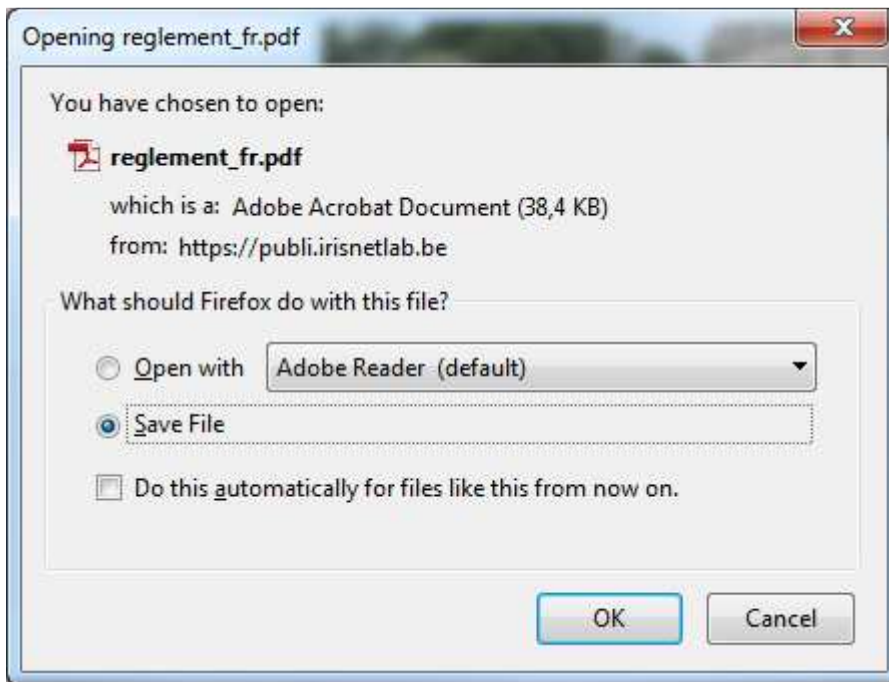 Opening reglement_fr.pdf
You have chosen to open:
reglement_fr.pdf
which is a: Adobe Acrobat Document (38,4 KB)
from: https://publi.irisnetlab.be
What should Firefox do with this file?
Open with Adobe Reader (default)
Save File
Do this automatically for files like this from now on.
OK Cancel